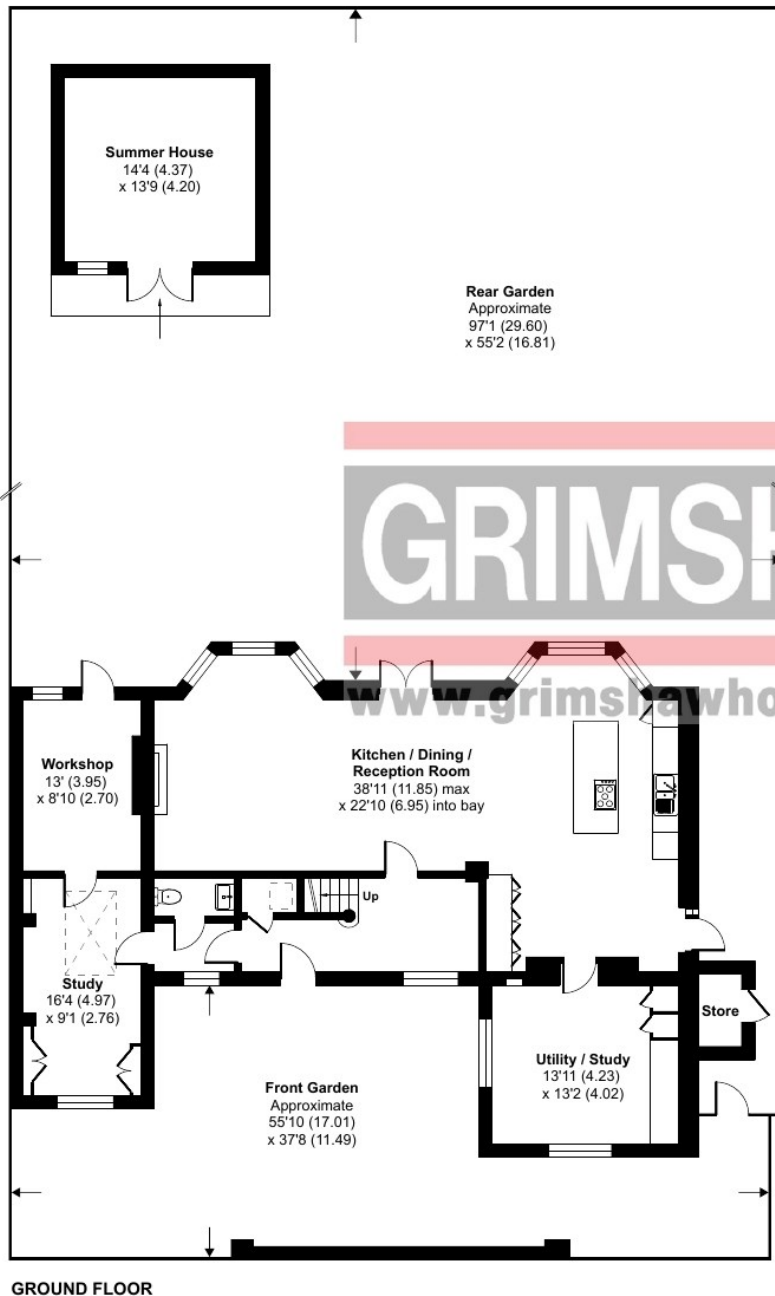 Summer House
14'4 (4.37)
x 13'9 (4.20)
Rear Garden
Approximate
97'1 (29.60)
x 55'2 (16.81)
GRIMSH
www.grimshawho
Workshop
13' (3.95)
x 8'10 (2.70)
Kitchen / Dining /
Reception Room
38'11 (11.85) max
x 22'10 (6.95) into bay
Up
Study
16'4 (4.97)
x 9'1 (2.76)
Store
Utility / Study
13'11 (4.23)
x 13'2 (4.02)
Front Garden
Approximate
55'10 (17.01)
x 37'8 (11.49)
GROUND FLOOR